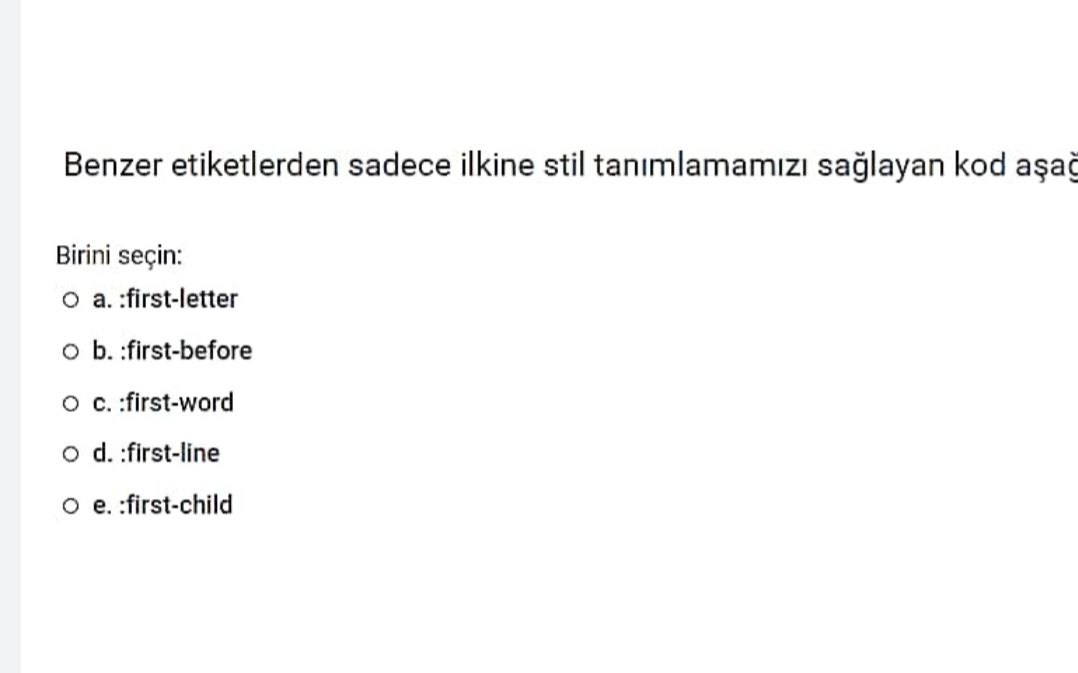 Benzer etiketlerden sadece ilkine stil tanımlamamızı sağlayan kod aşağ
Birini seçin:
a. :first-letter
b. :first-before
c. :first-word
d. :first-line
e. :first-child